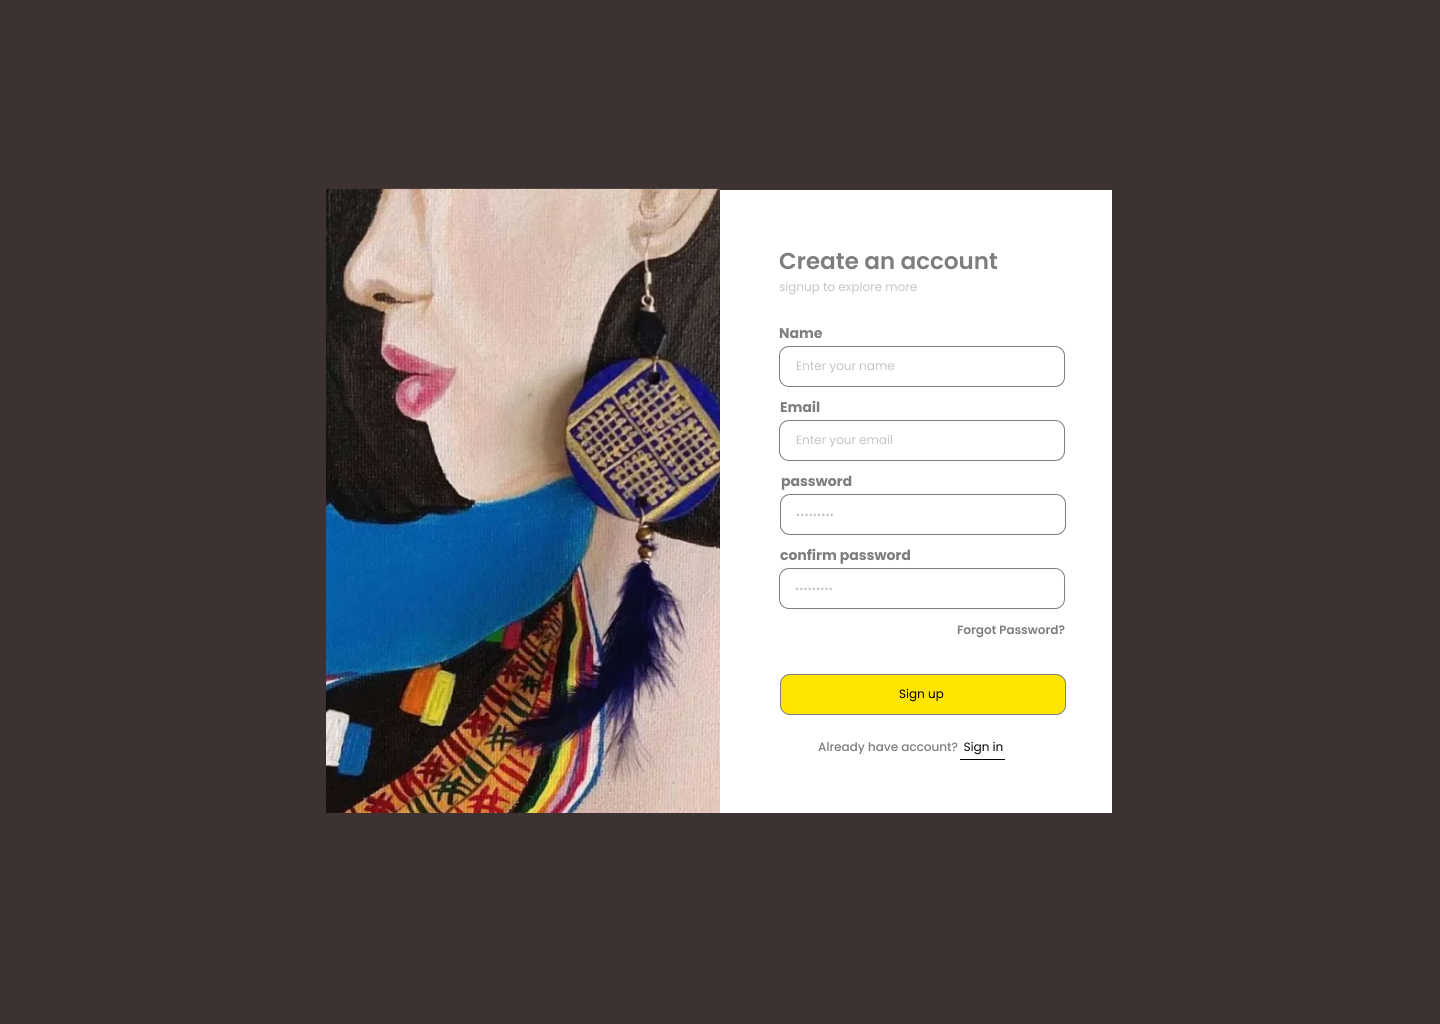 Create an account
signup to explore more
Name
Enter your name
Email
Enter your email
password
•••••••••
confirm password
•••••••••
Forgot Password?
Sign up
Already have account? Sign in